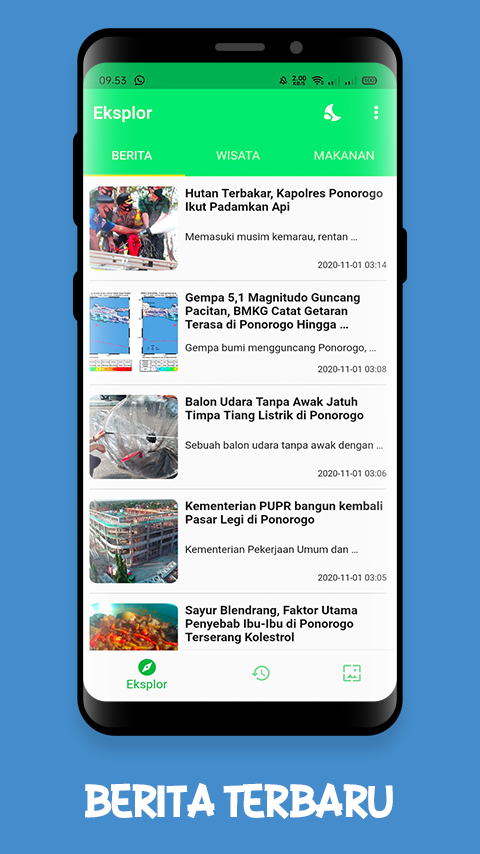 09.53
2,00
KB/S
100
Eksplor
BERITA WISATA MAKANAN
Hutan Terbakar, Kapolres Ponorogo
Ikut Padamkan Api
Memasuki musim kemarau, rentan ...
2020-11-01 03:14
Gempa 5,1 Magnitudo Guncang
Pacitan, BMKG Catat Getaran
Terasa di Ponorogo Hingga ...
Gempa bumi mengguncang Ponorogo, ...
2020-11-01 03:08
Balon Udara Tanpa Awak Jatuh
Timpa Tiang Listrik di Ponorogo
Sebuah balon udara tanpa awak dengan ...
2020-11-01 03:06
Kementerian PUPR bangun kembali
Pasar Legi di Ponorogo
Kementerian Pekerjaan Umum dan ...
2020-11-01 03:05
Sayur Blendrang, Faktor Utama
Penyebab Ibu-Ibu di Ponorogo
Terserang Kolestrol
Eksplor
BERITA TERBARU